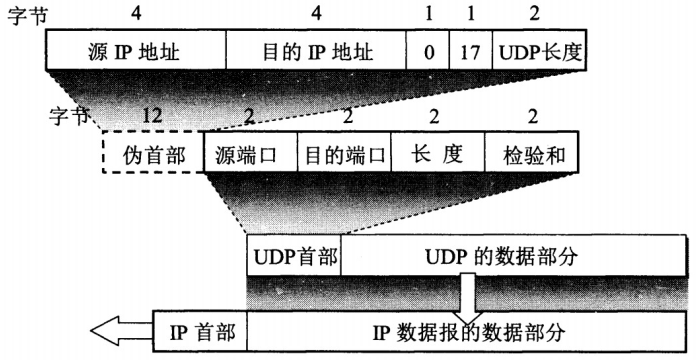 字节 4 4 1 1 2
源 IP 地址 目的 IP 地址 0 17 UDP长度
字节 12 2 2 2 2
伪首部 源端口 目的端口 长 度 检验和
UDP首部 UDP 的数据部分
IP 首部 IP 数据报的数据部分